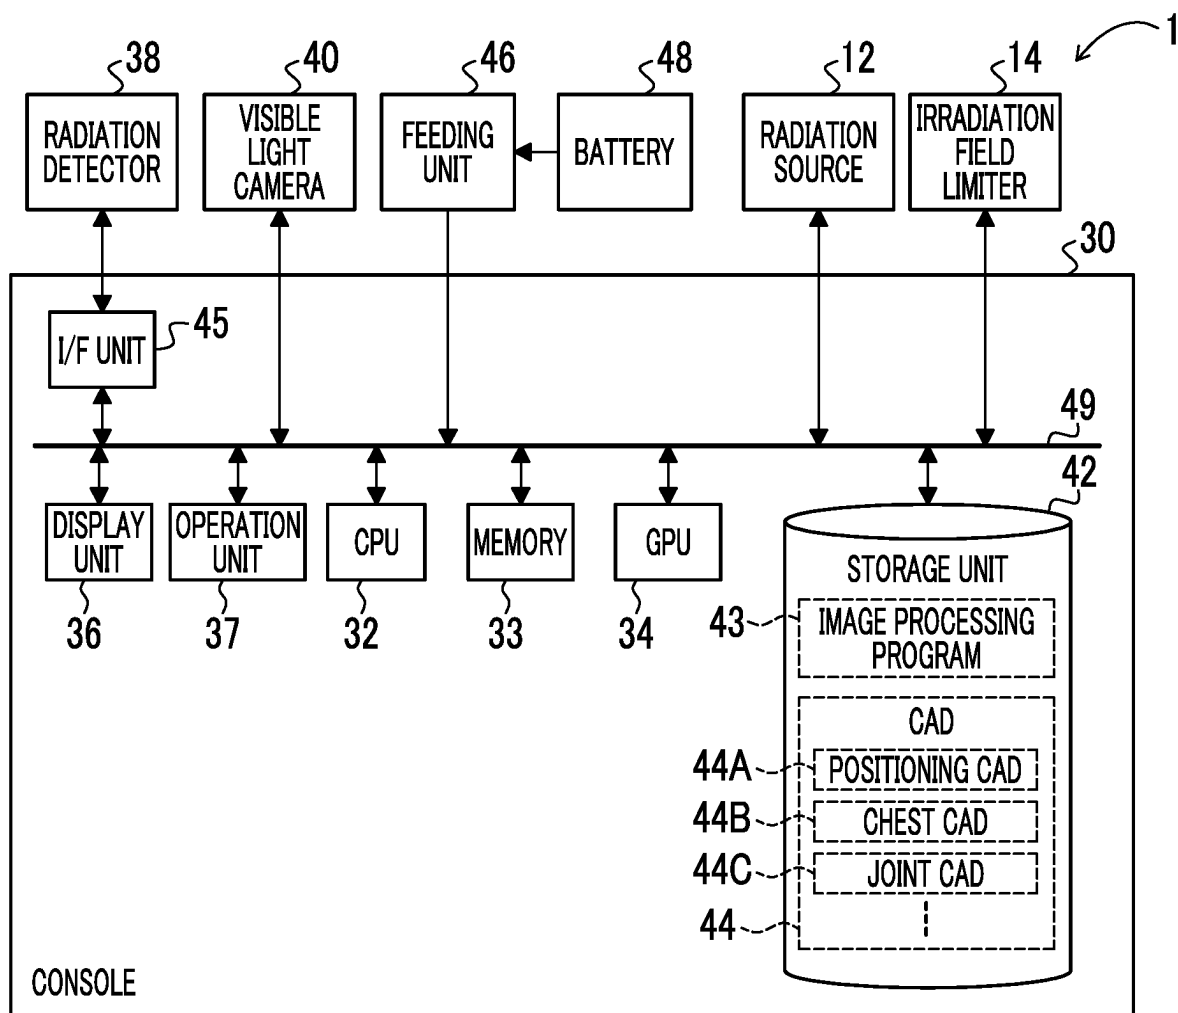 1
38
40
46
48
12
14
RADIATION
DETECTOR
VISIBLE
LIGHT
CAMERA
FEEDING
UNIT
BATTERY
RADIATION
SOURCE
IRRADIATION
FIELD
LIMITER
30
I/F UNIT
45
49
42
DISPLAY
UNIT
OPERATION
UNIT
CPU
MEMORY
GPU
36
37
32
33
34
STORAGE UNIT
43
IMAGE PROCESSING
PROGRAM
CAD
44A
POSITIONING CAD
44B
CHEST CAD
44C
JOINT CAD
44
CONSOLE